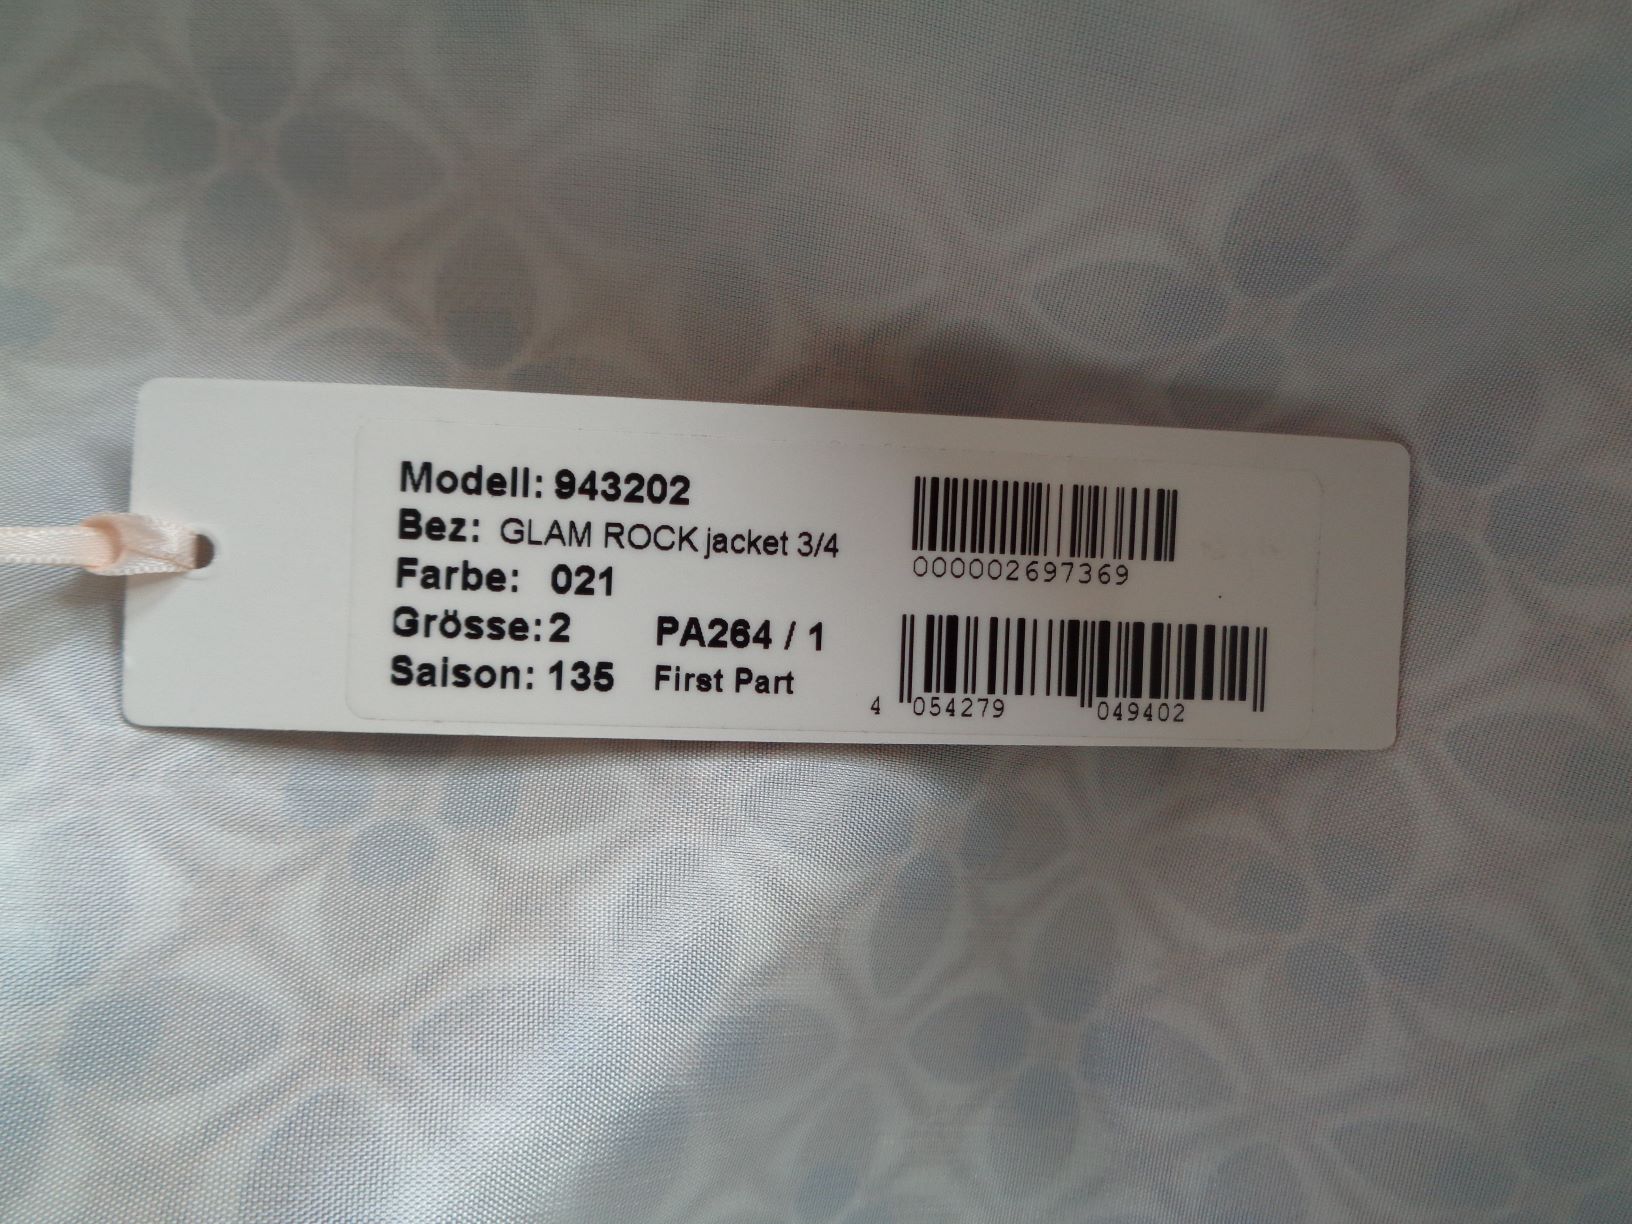 Modell: 943202
Bez: GLAM ROCK jacket 3/4
Farbe: 021
Grösse: 2 PA264 / 1
Saison: 135 First Part
000002697369
4 054279 049402